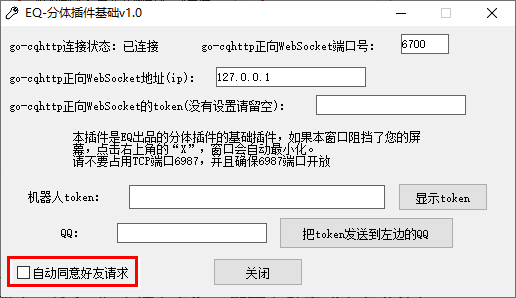 EQ-分体插件基础v1.0
go-cqhttp连接状态: 已连接 go-cqhttp正向WebSocket端口号: 6700
go-cqhttp正向WebSocket地址(ip): 127.0.0.1
go-cqhttp正向WebSocket的token(没有设置请留空):
本插件是EQ出品的分体插件的基础插件，如果本窗口阻挡了您的屏
幕，点击右上角的“X”，窗口会自动最小化。
请不要占用TCP端口6987，并且确保6987端口开放
机器人token: 显示token
QQ: 把token发送到左边的QQ
自动同意好友请求 关闭